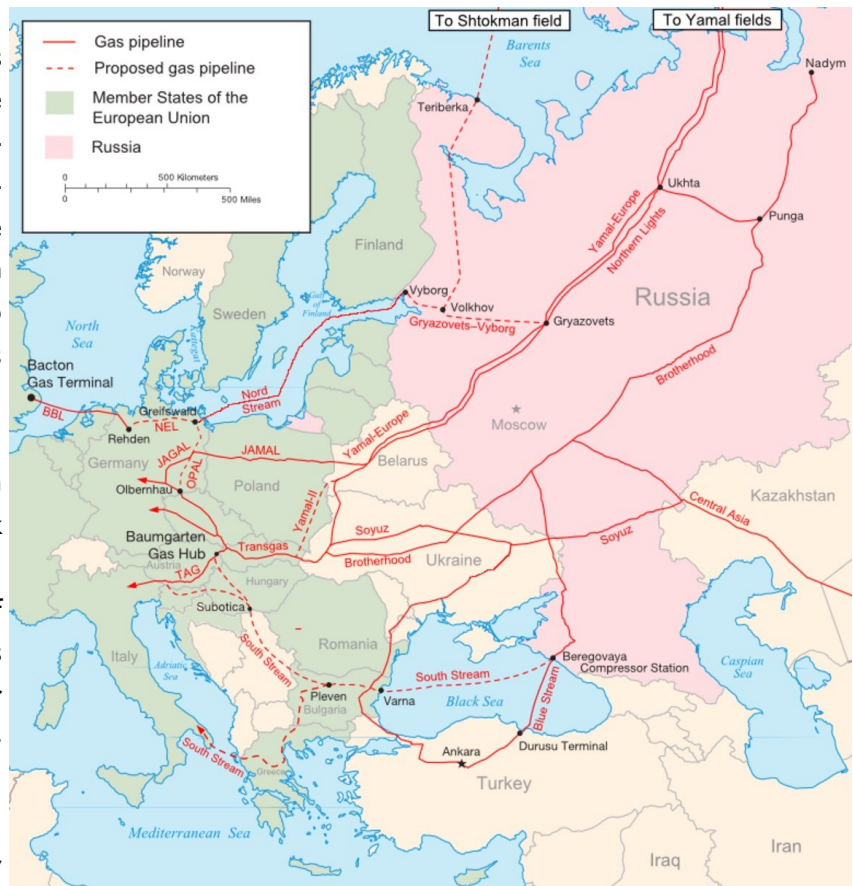 To Shtokman field
To Yamal fields
Gas pipeline
Proposed gas pipeline
Member States of the
European Union
Russia
0
500 Kilometers
0
500 Miles
Barents
Sea
Nadym
Teriberka
Ukhta
Punga
Yamal-Europe
Northern Lights
Finland
Norway
Sweden
Vyborg
Gulf
of
Finland
Volkhov
Gryazovets–Vyborg
Gryazovets
Russia
North
Sea
Kattegat
Bacton
Gas Terminal
BBL
Greifswald
Nord
Stream
NEL
Rehden
Brotherhood
Moscow
JAGAL
OPAL
JAMAL
Yamal-Europe
Belarus
Germany
Poland
Olbernhau
Yamal-II
Kazakhstan
Central Asia
Baumgarten
Gas Hub
Transgas
Soyuz
Soyuz
Brotherhood
Ukraine
Austria
TAG
Hungary
Subotica
South Stream
Romania
Italy
Adriatic
Sea
Pleven
Bulgaria
Varna
South Stream
Black Sea
Beregovaya
Compressor Station
Blue Stream
Caspian
Sea
South Stream
Greece
Ankara
Durusu Terminal
Turkey
Mediterranean Sea
Iraq
Iran